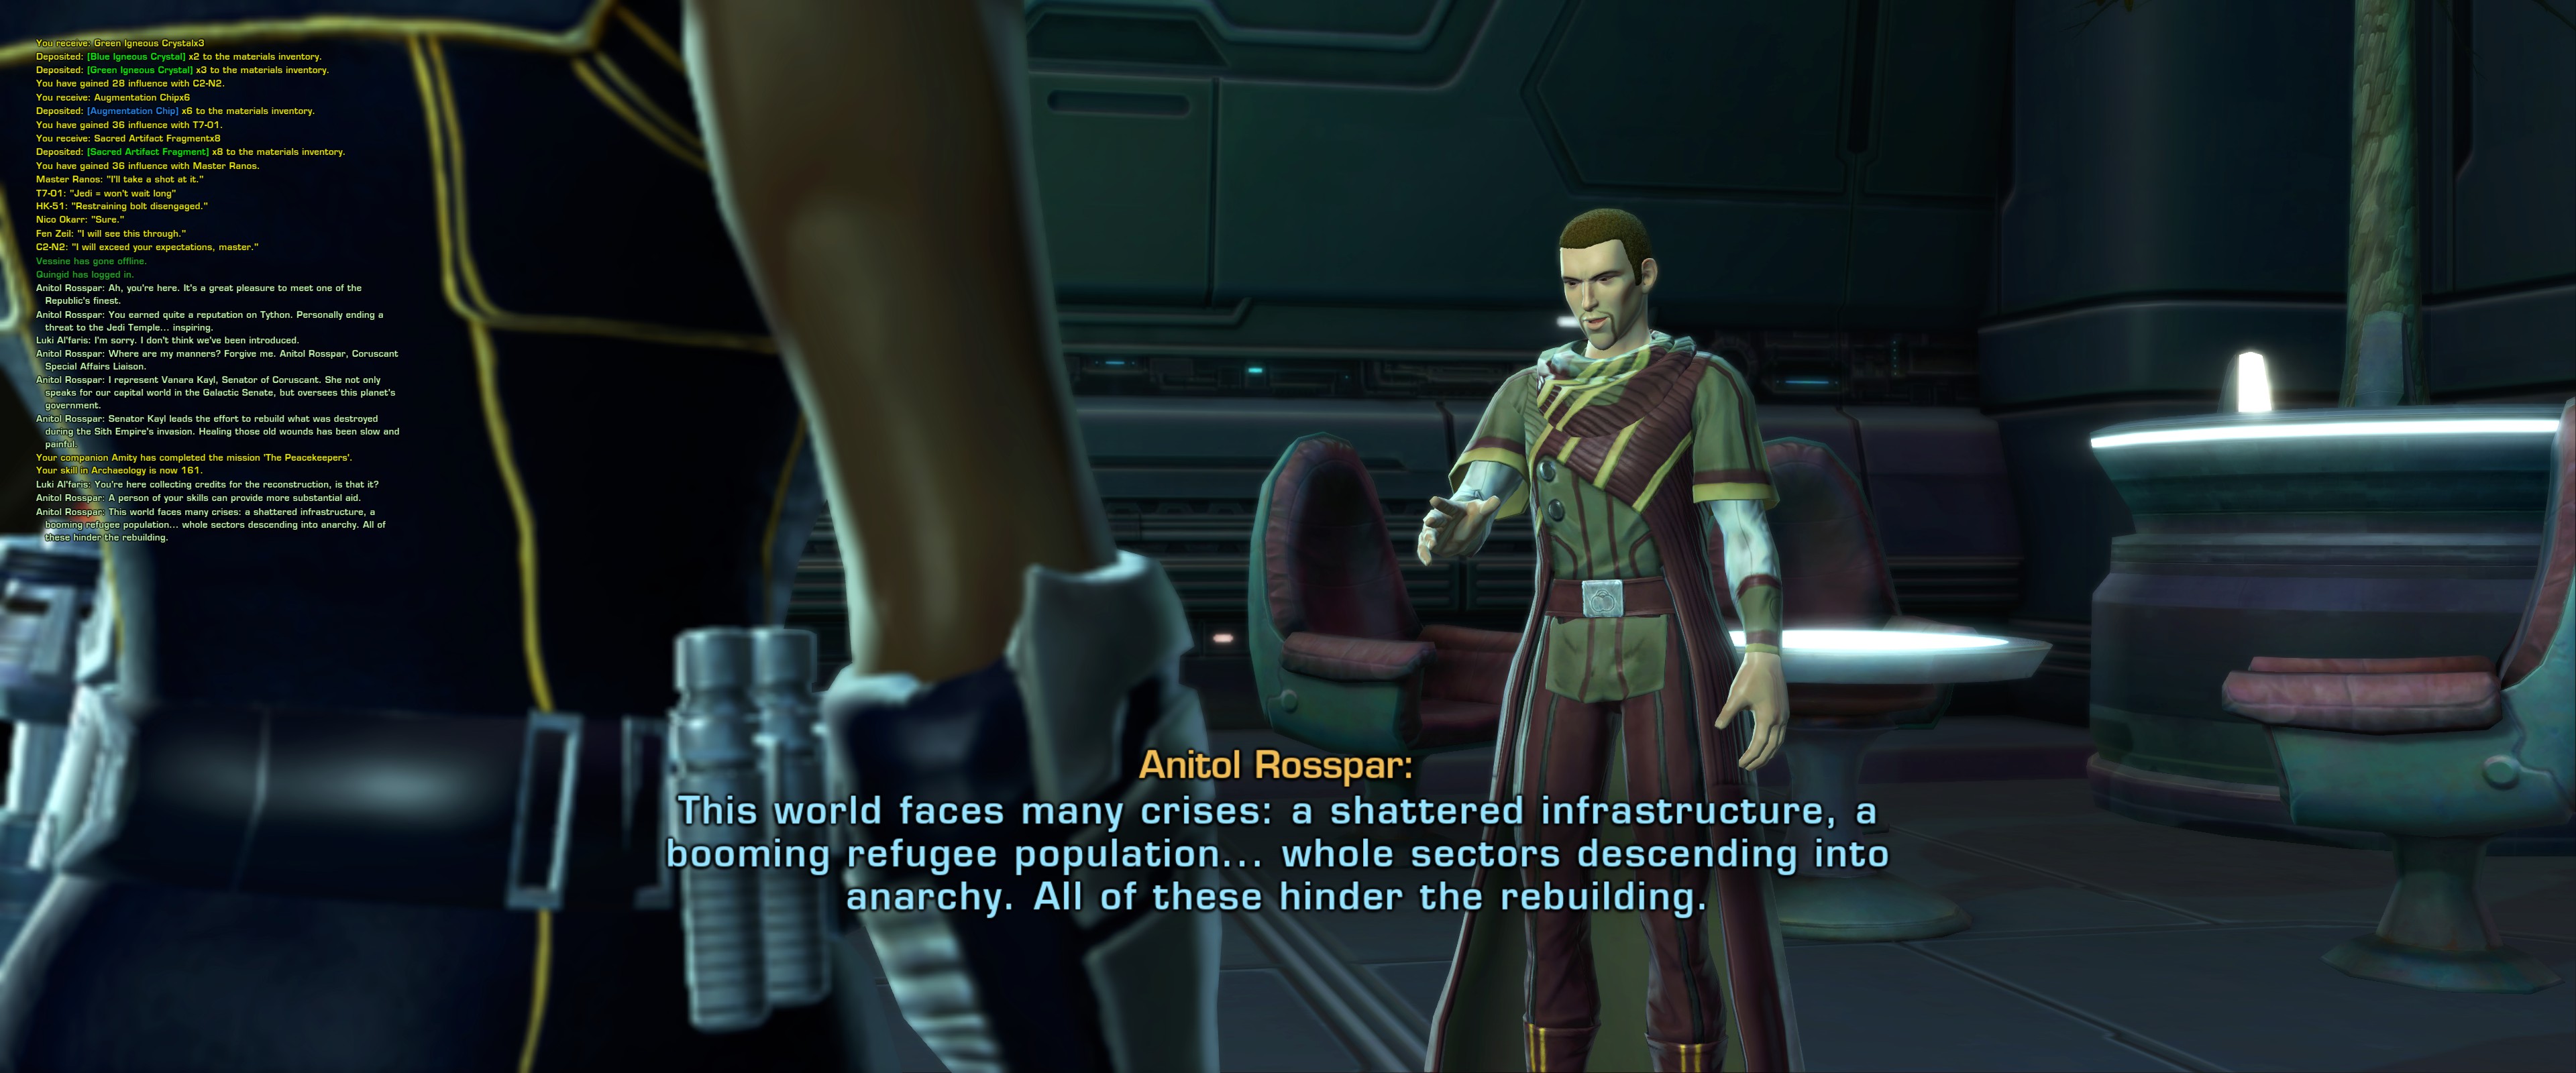 You receive: Green Igneous Crystalx3
Deposited: [Blue Igneous Crystal] x2 to the materials inventory.
Deposited: [Green Igneous Crystal] x3 to the materials inventory.
You have gained 28 influence with C2-N2.
You receive: Augmentation Chipx6
Deposited: [Augmentation Chip] x6 to the materials inventory.
You have gained 36 influence with T7-01.
You receive: Sacred Artifact Fragmentx8
Deposited: [Sacred Artifact Fragment] x8 to the materials inventory.
You have gained 36 influence with Master Ranos.
Master Ranos: "I'll take a shot at it."
T7-01: "Jedi = won't wait long"
HK-51: "Restraining bolt disengaged."
Nico Okarr: "Sure."
Fen Zeil: "I will see this through."
C2-N2: "I will exceed your expectations, master."
Vessine has gone offline.
Quingid has logged in.
Anitol Rosspar: Ah, you're here. It's a great pleasure to meet one of the
Republic's finest.
Anitol Rosspar: You earned quite a reputation on Tython. Personally ending a
threat to the Jedi Temple... inspiring.
Luki Al'faris: I'm sorry. I don't think we've been introduced.
Anitol Rosspar: Where are my manners? Forgive me. Anitol Rosspar, Coruscant
Special Affairs Liaison.
Anitol Rosspar: I represent Vanara Kayl, Senator of Coruscant. She not only
speaks for our capital world in the Galactic Senate, but oversees this planet's
government.
Anitol Rosspar: Senator Kayl leads the effort to rebuild what was destroyed
during the Sith Empire's invasion. Healing those old wounds has been slow and
painful.
Your companion Amity has completed the mission 'The Peacekeepers'.
Your skill in Archaeology is now 161.
Luki Al'faris: You're here collecting credits for the reconstruction, is that it?
Anitol Rosspar: A person of your skills can provide more substantial aid.
Anitol Rosspar: This world faces many crises: a shattered infrastructure, a
booming refugee population... whole sectors descending into anarchy. All of
these hinder the rebuilding.
Anitol Rosspar:
This world faces many crises: a shattered infrastructure, a
booming refugee population... whole sectors descending into
anarchy. All of these hinder the rebuilding.